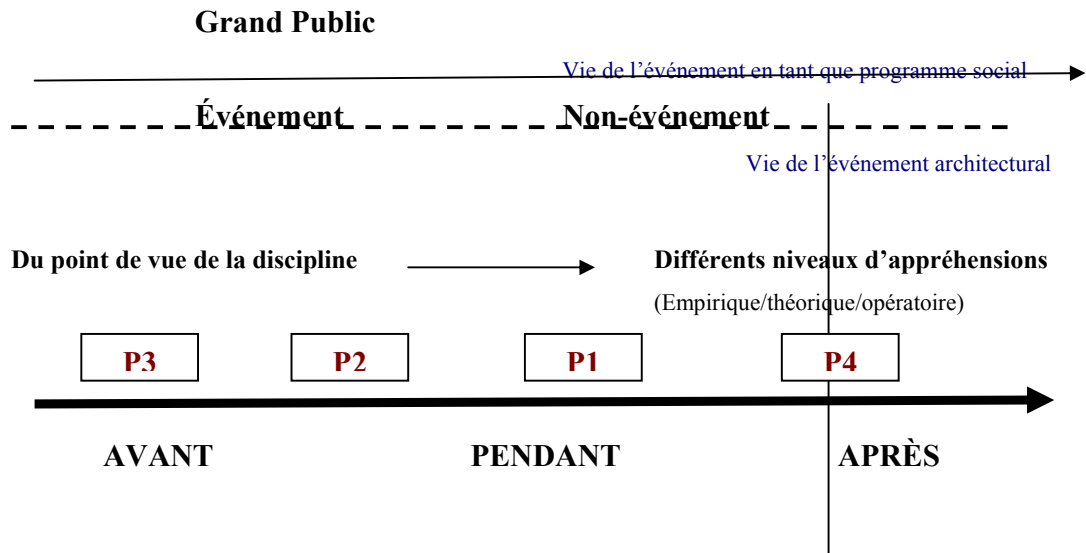 Grand Public
Vie de l'événement en tant que programme social
Événement Non-événement
Vie de l'événement architectural
Du point de vue de la discipline Différents niveaux d'appréhensions
(Empirique/théorique/opératoire)
P3 P2 P1 P4
AVANT PENDANT APRÈS